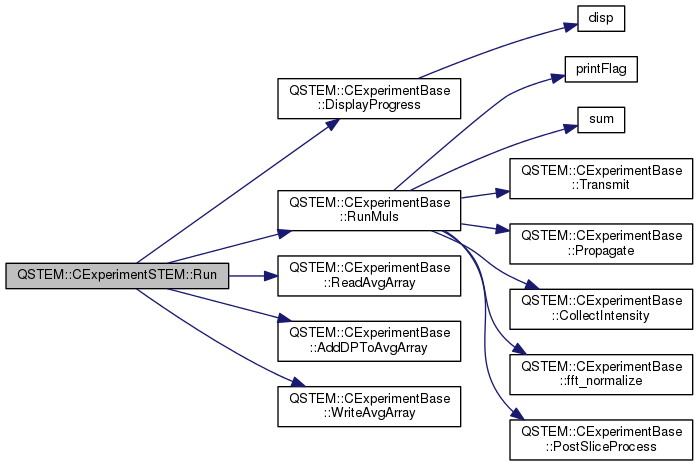 QSTEM::CExperimentSTEM::Run
QSTEM::CExperimentBase
::DisplayProgress
QSTEM::CExperimentBase
::RunMuls
QSTEM::CExperimentBase
::ReadAvgArray
QSTEM::CExperimentBase
::AddDPToAvgArray
QSTEM::CExperimentBase
::WriteAvgArray
disp
printFlag
sum
QSTEM::CExperimentBase
::Transmit
QSTEM::CExperimentBase
::Propagate
QSTEM::CExperimentBase
::CollectIntensity
QSTEM::CExperimentBase
::fft_normalize
QSTEM::CExperimentBase
::PostSliceProcess